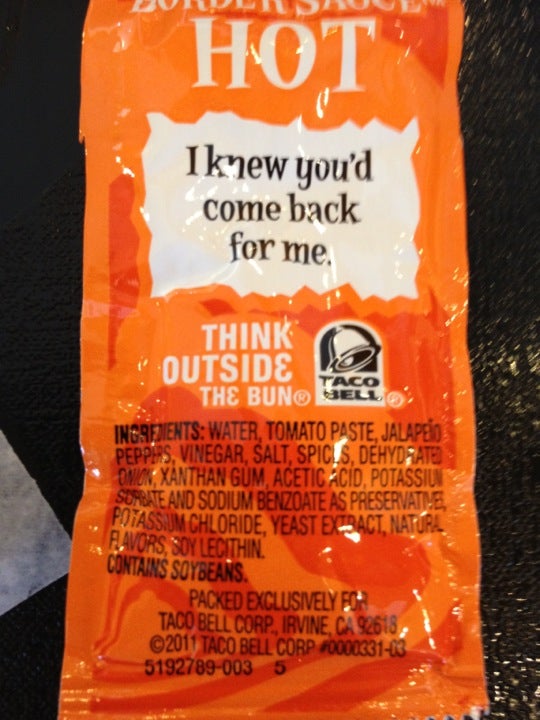 BORDER SAUCE™
HOT
I knew you'd
come back
for me.
THINK
OUTSIDE
THE BUN®
TACO
BELL®
INGREDIENTS: WATER, TOMATO PASTE, JALAPEÑO
PEPPERS, VINEGAR, SALT, SPICES, DEHYDRATED
ONION, XANTHAN GUM, ACETIC ACID, POTASSIUM
SORBATE AND SODIUM BENZOATE AS PRESERVATIVES,
POTASSIUM CHLORIDE, YEAST EXTRACT, NATURAL
FLAVORS, SOY LECITHIN.
CONTAINS SOYBEANS.
PACKED EXCLUSIVELY FOR
TACO BELL CORP., IRVINE, CA 92618
©2011 TACO BELL CORP #0000331-03
5192789-003 5